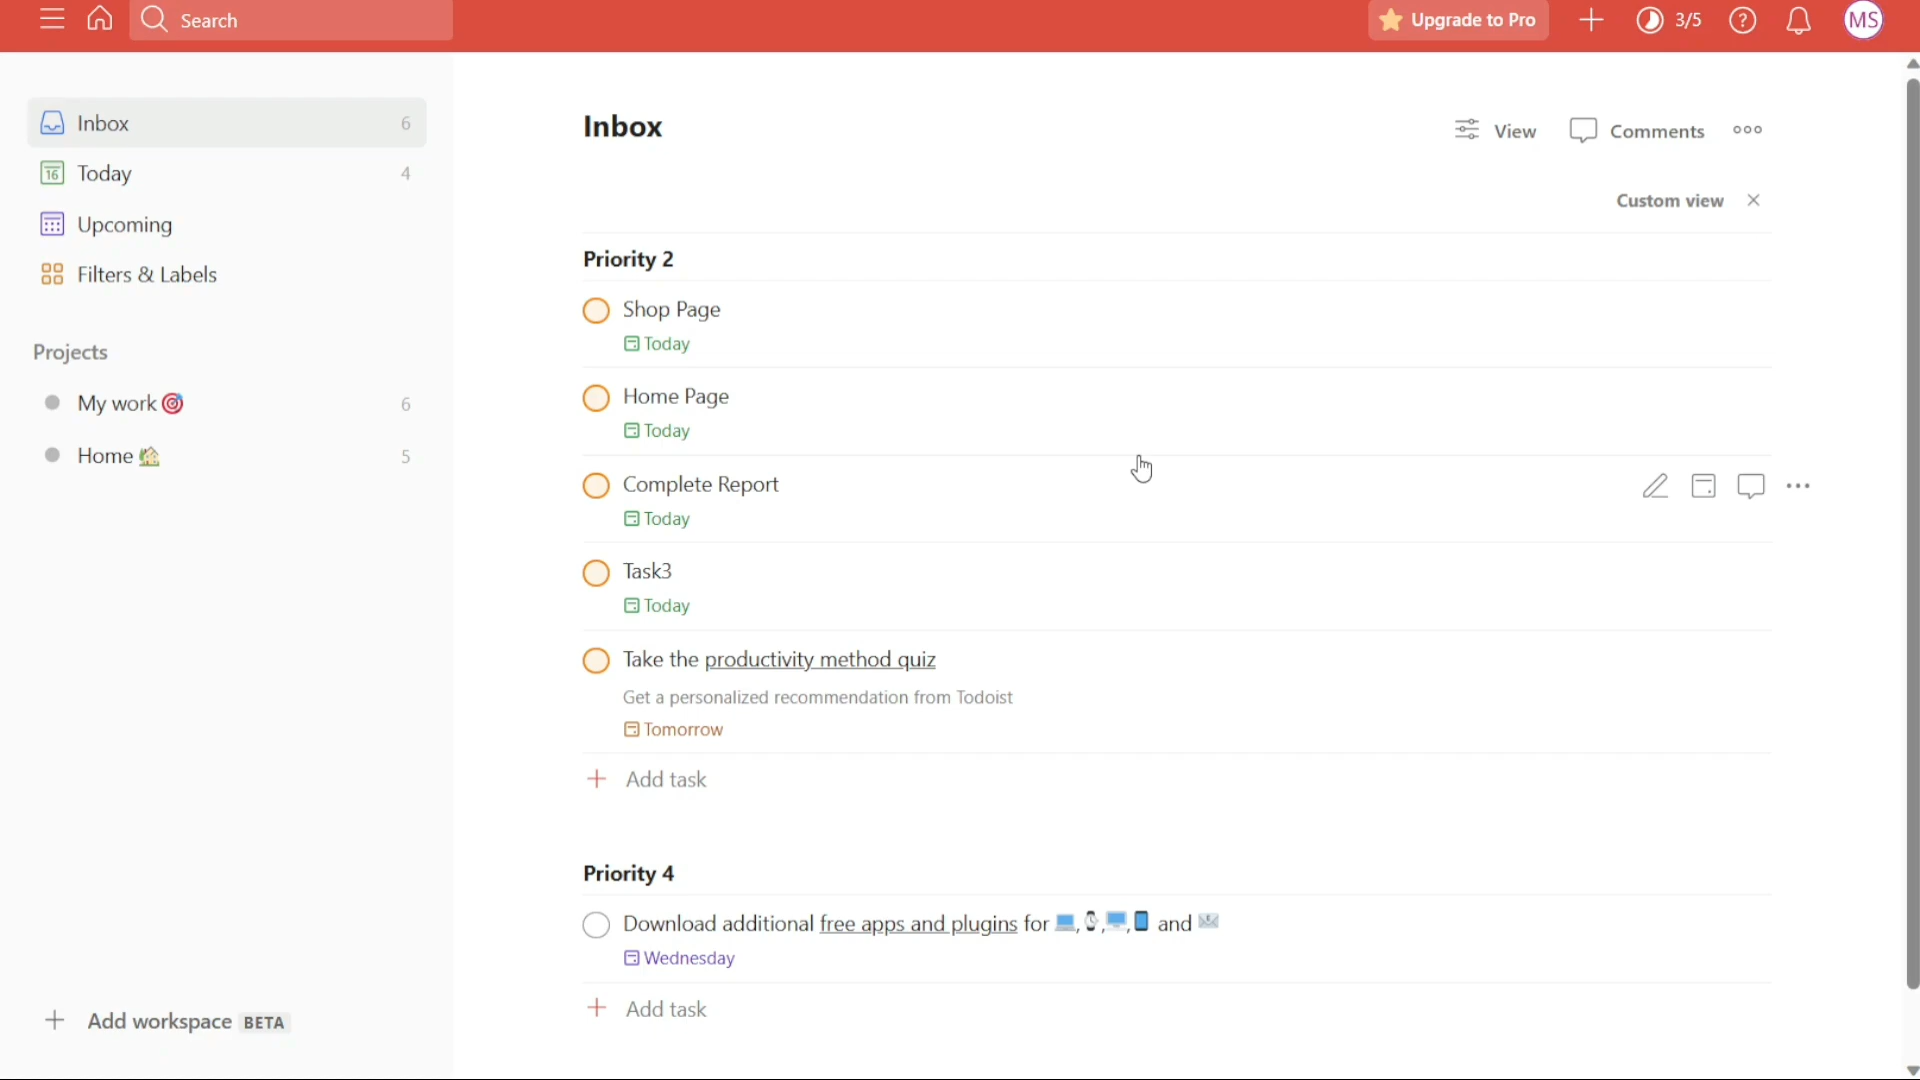 Search
Upgrade to Pro
3/5
MS
Inbox 6
16 Today 4
Upcoming
Filters & Labels
Projects
My work 🎯 6
Home 🏡 5
Add workspace BETA
Inbox
View
Comments
Custom view
Priority 2
Shop Page
Today
Home Page
Today
Complete Report
Today
Task3
Today
Take the productivity method quiz
Get a personalized recommendation from Todoist
Tomorrow
Add task
Priority 4
Download additional free apps and plugins for 💻,⌚,🖥️,📱 and 📧
Wednesday
Add task